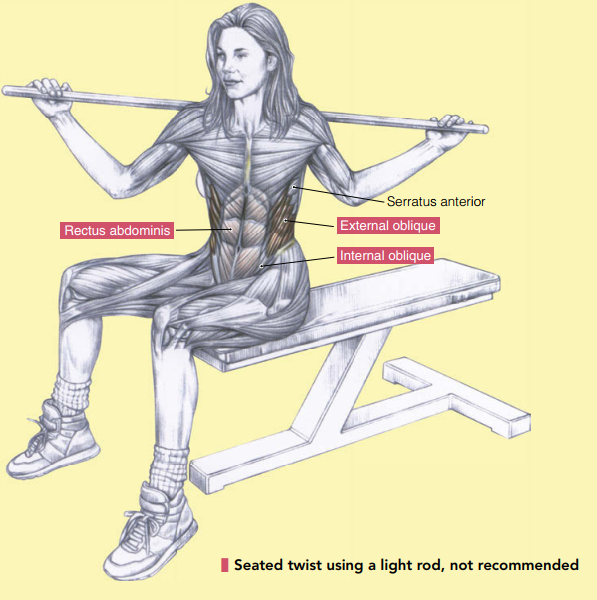 Serratus anterior
Rectus abdominis
External oblique
Internal oblique
Seated twist using a light rod, not recommended